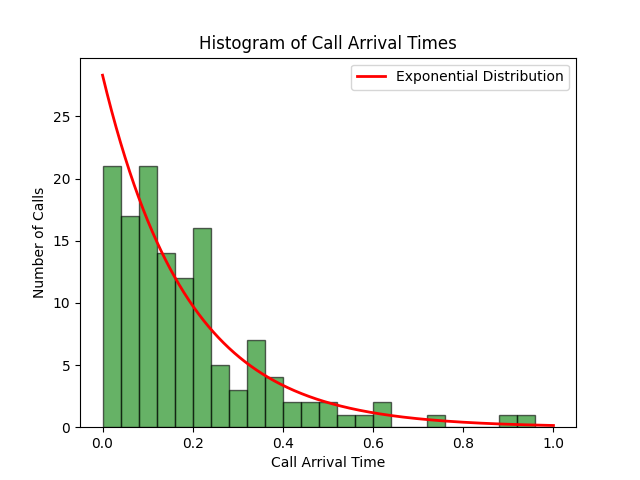 Histogram of Call Arrival Times
Exponential Distribution
Number of Calls
25
20
15
10
5
0
0.0 0.2 0.4 0.6 0.8 1.0
Call Arrival Time